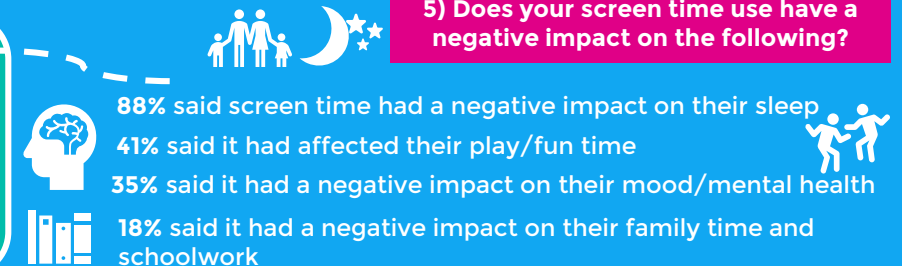 5) Does your screen time use have a
negative impact on the following?
88% said screen time had a negative impact on their sleep
41% said it had affected their play/fun time
35% said it had a negative impact on their mood/mental health
18% said it had a negative impact on their family time and
schoolwork